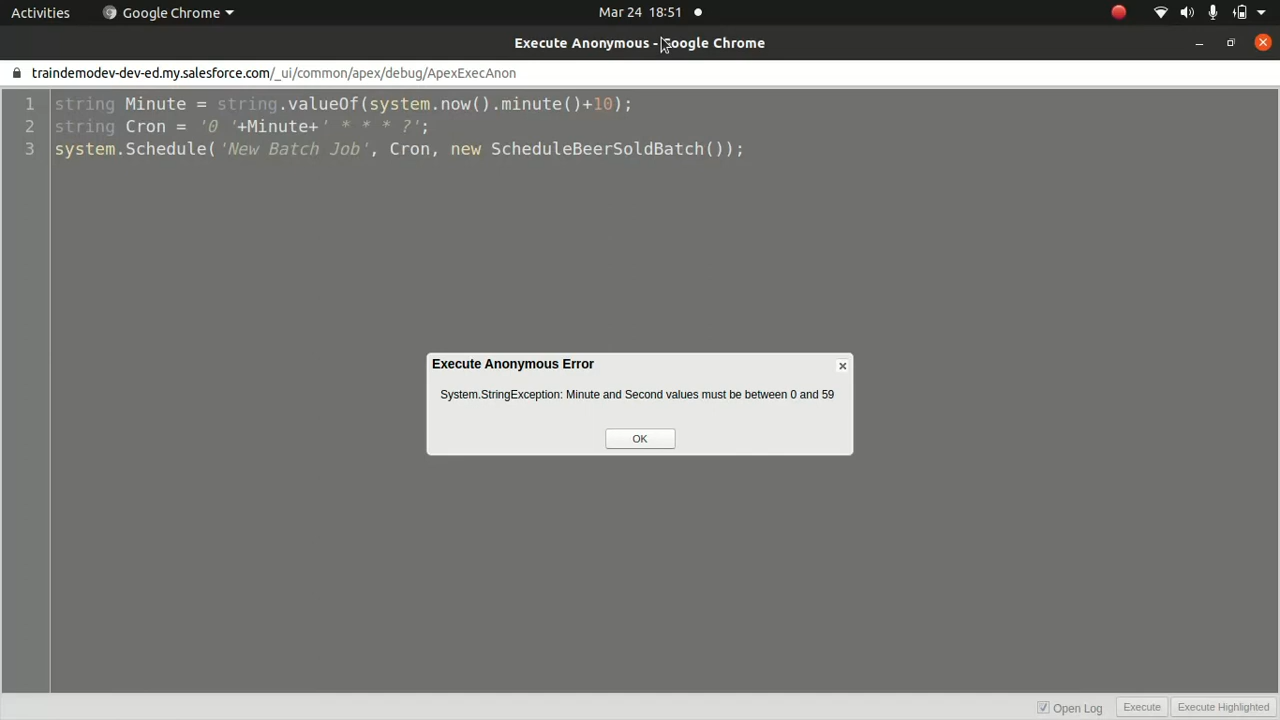 Activities
Google Chrome
Mar 24 18:51
Execute Anonymous - Google Chrome
traindemodev-dev-ed.my.salesforce.com/_ui/common/apex/debug/ApexExecAnon
1 string Minute = string.valueOf(system.now().minute()+10);
2 string Cron = '0 '+Minute+' * * * ?';
3 system.Schedule('New Batch Job', Cron, new ScheduleBeerSoldBatch());
Execute Anonymous Error
System.StringException: Minute and Second values must be between 0 and 59
OK
Open Log
Execute
Execute Highlighted